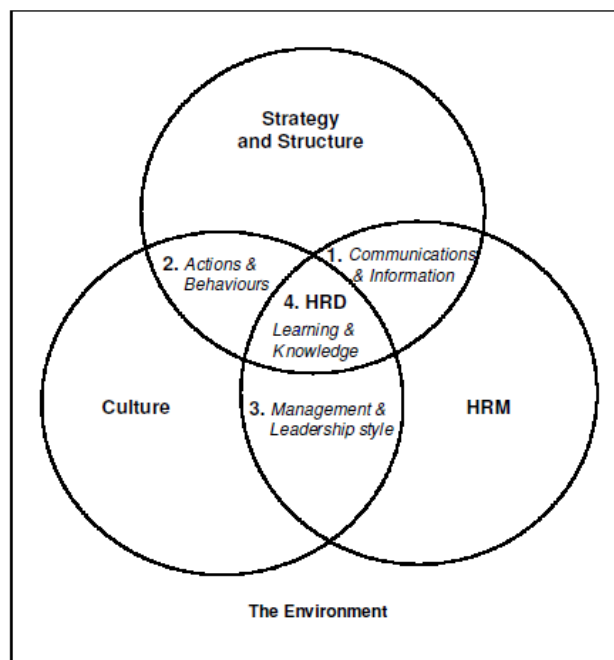 Strategy
and Structure
1. Communications
& Information
2. Actions &
Behaviours
4. HRD
Learning &
Knowledge
Culture
3. Management &
Leadership style
HRM
The Environment